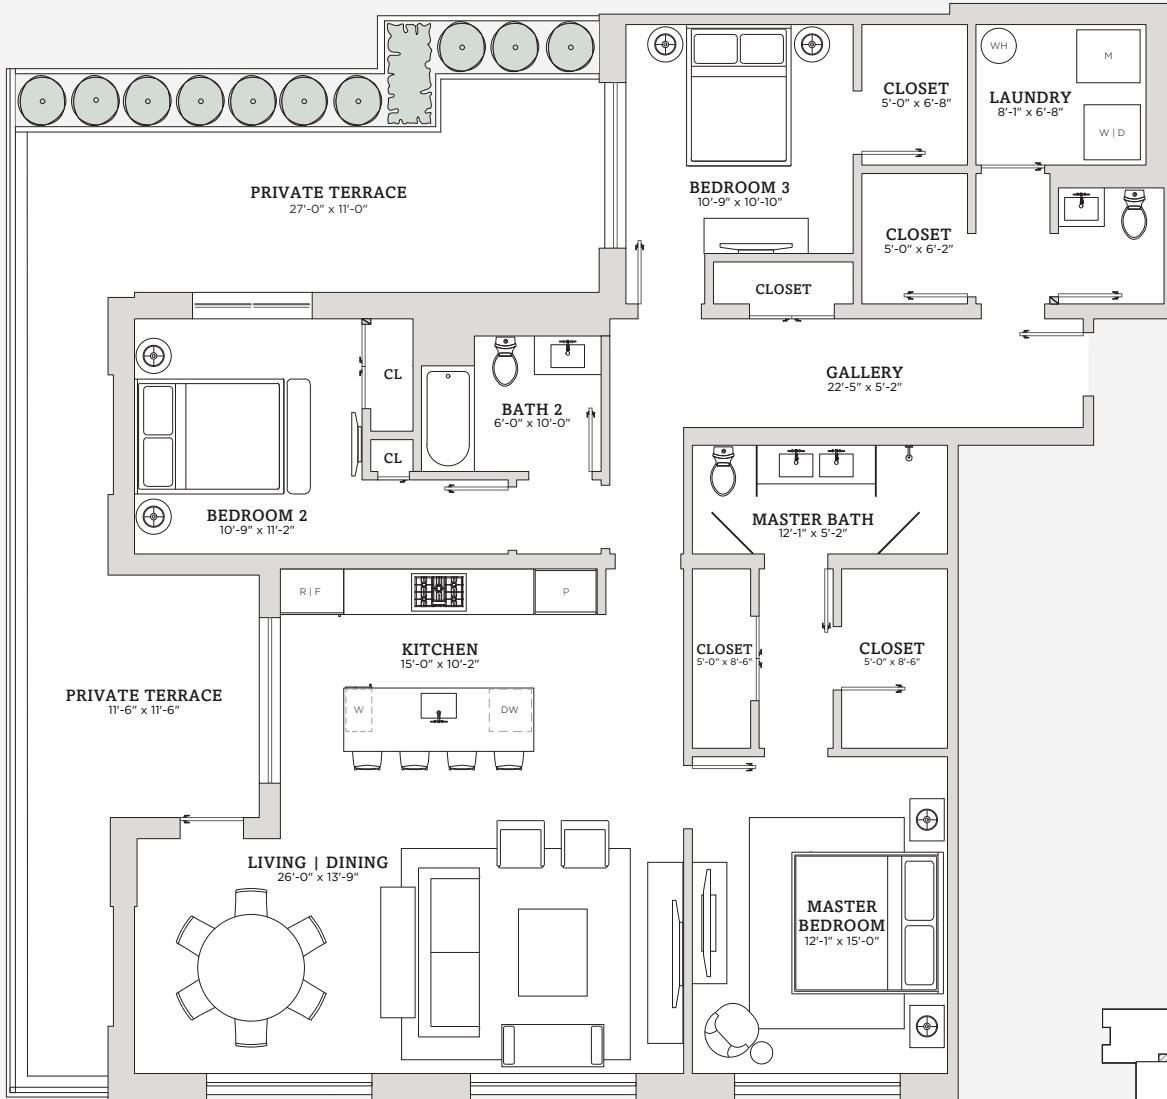 WH
M
CLOSET
5'-0" x 6'-8"
LAUNDRY
8'-1" x 6'-8"
W | D
PRIVATE TERRACE
27'-0" x 11'-0"
BEDROOM 3
10'-9" x 10'-10"
CLOSET
5'-0" x 6'-2"
CLOSET
GALLERY
22'-5" x 5'-2"
CL
BATH 2
6'-0" x 10'-0"
CL
BEDROOM 2
10'-9" x 11'-2"
MASTER BATH
12'-1" x 5'-2"
R | F
P
KITCHEN
15'-0" x 10'-2"
CLOSET
5'-0" x 8'-6"
CLOSET
5'-0" x 8'-6"
PRIVATE TERRACE
11'-6" x 11'-6"
W
DW
LIVING | DINING
26'-0" x 13'-9"
MASTER
BEDROOM
12'-1" x 15'-0"